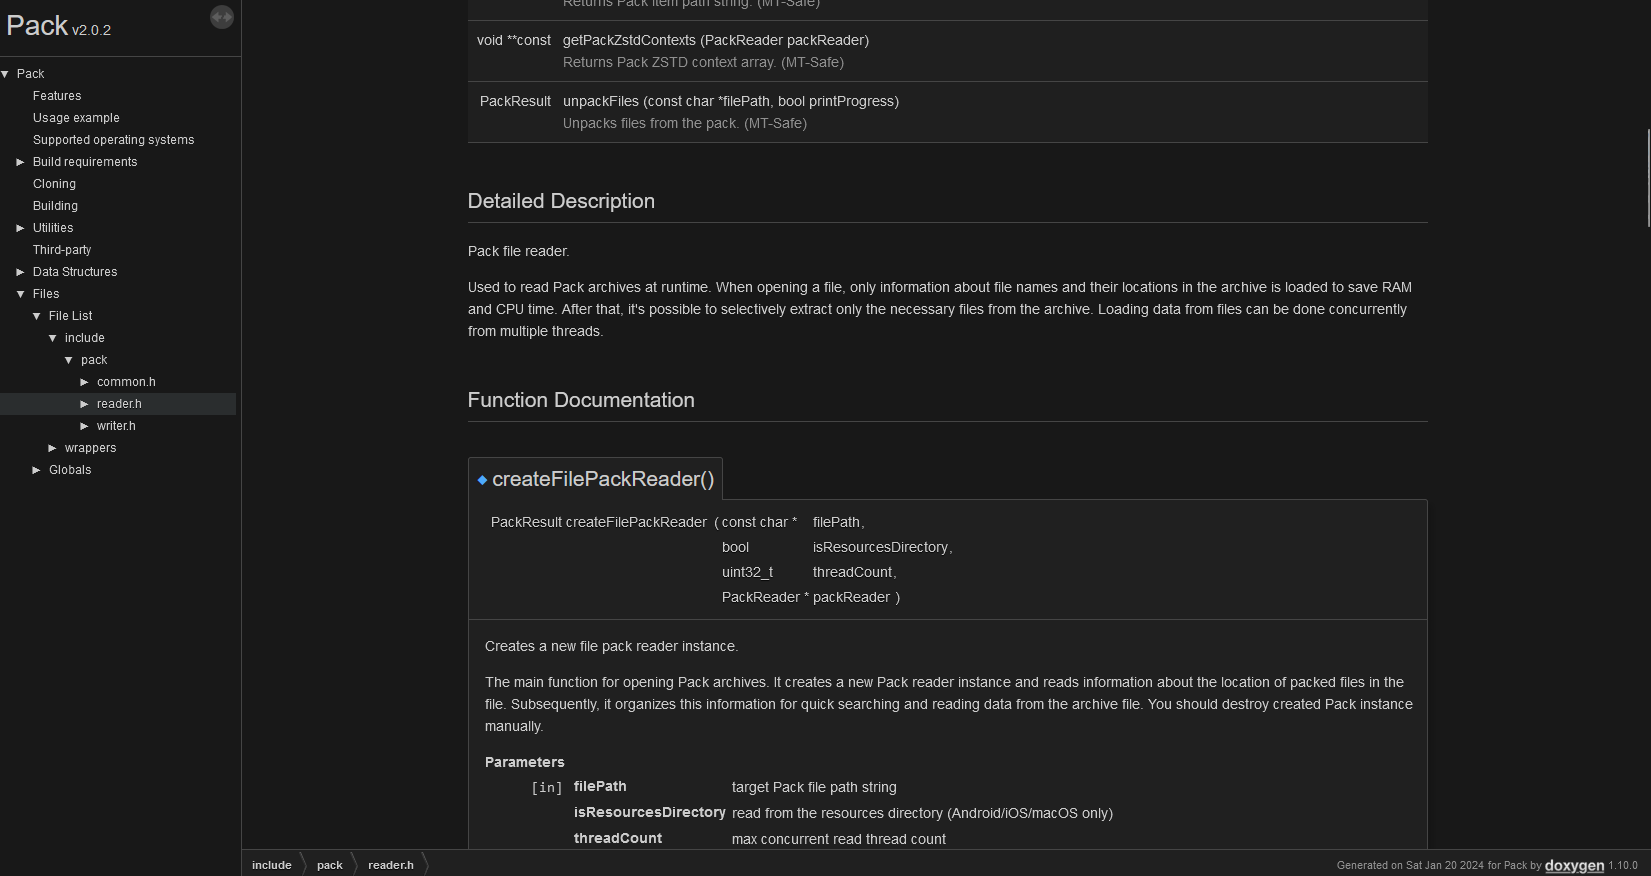 Pack v2.0.2
Pack
Features
Usage example
Supported operating systems
Build requirements
Cloning
Building
Utilities
Third-party
Data Structures
Files
File List
include
pack
common.h
reader.h
writer.h
wrappers
Globals
Returns Pack item path string. (MT-Safe)
void **const getPackZstdContexts (PackReader packReader)
Returns Pack ZSTD context array. (MT-Safe)
PackResult unpackFiles (const char *filePath, bool printProgress)
Unpacks files from the pack. (MT-Safe)
Detailed Description
Pack file reader.
Used to read Pack archives at runtime. When opening a file, only information about file names and their locations in the archive is loaded to save RAM
and CPU time. After that, it's possible to selectively extract only the necessary files from the archive. Loading data from files can be done concurrently
from multiple threads.
Function Documentation
◆ createFilePackReader()
PackResult createFilePackReader ( const char * filePath,
bool isResourcesDirectory,
uint32_t threadCount,
PackReader * packReader )
Creates a new file pack reader instance.
The main function for opening Pack archives. It creates a new Pack reader instance and reads information about the location of packed files in the
file. Subsequently, it organizes this information for quick searching and reading data from the archive file. You should destroy created Pack instance
manually.
Parameters
[in] filePath target Pack file path string
isResourcesDirectory read from the resources directory (Android/iOS/macOS only)
threadCount max concurrent read thread count
include pack reader.h
Generated on Sat Jan 20 2024 for Pack by doxygen 1.10.0